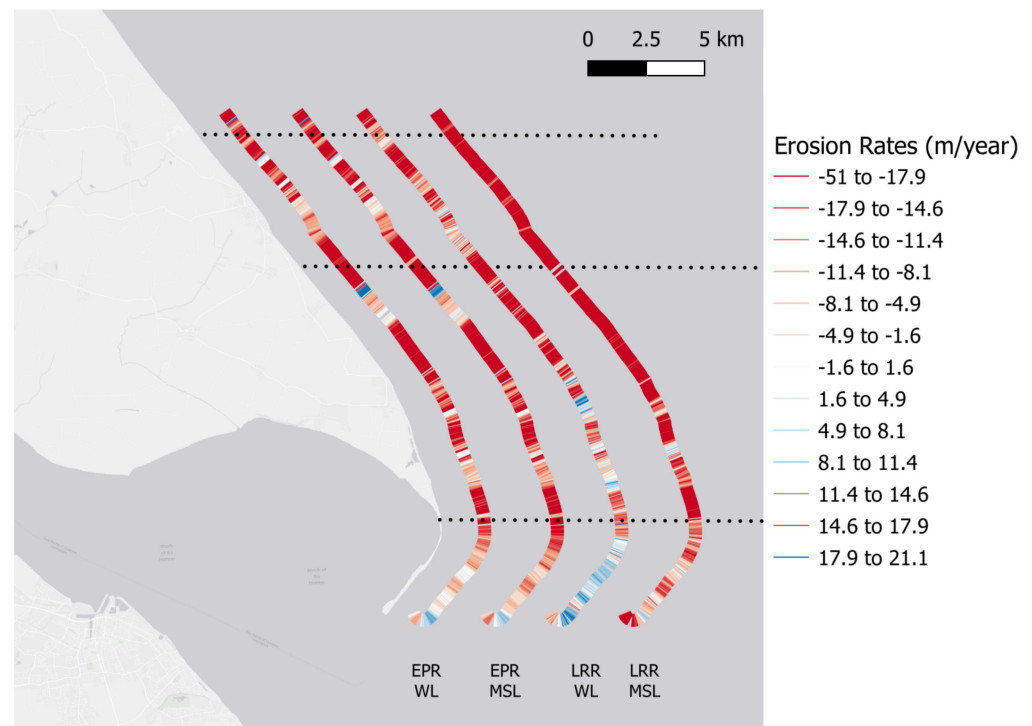 0 2.5 5 km
Erosion Rates (m/year)
-51 to -17.9
-17.9 to -14.6
-14.6 to -11.4
-11.4 to -8.1
-8.1 to -4.9
-4.9 to -1.6
-1.6 to 1.6
1.6 to 4.9
4.9 to 8.1
8.1 to 11.4
11.4 to 14.6
14.6 to 17.9
17.9 to 21.1
EPR EPR LRR LRR
WL MSL WL MSL